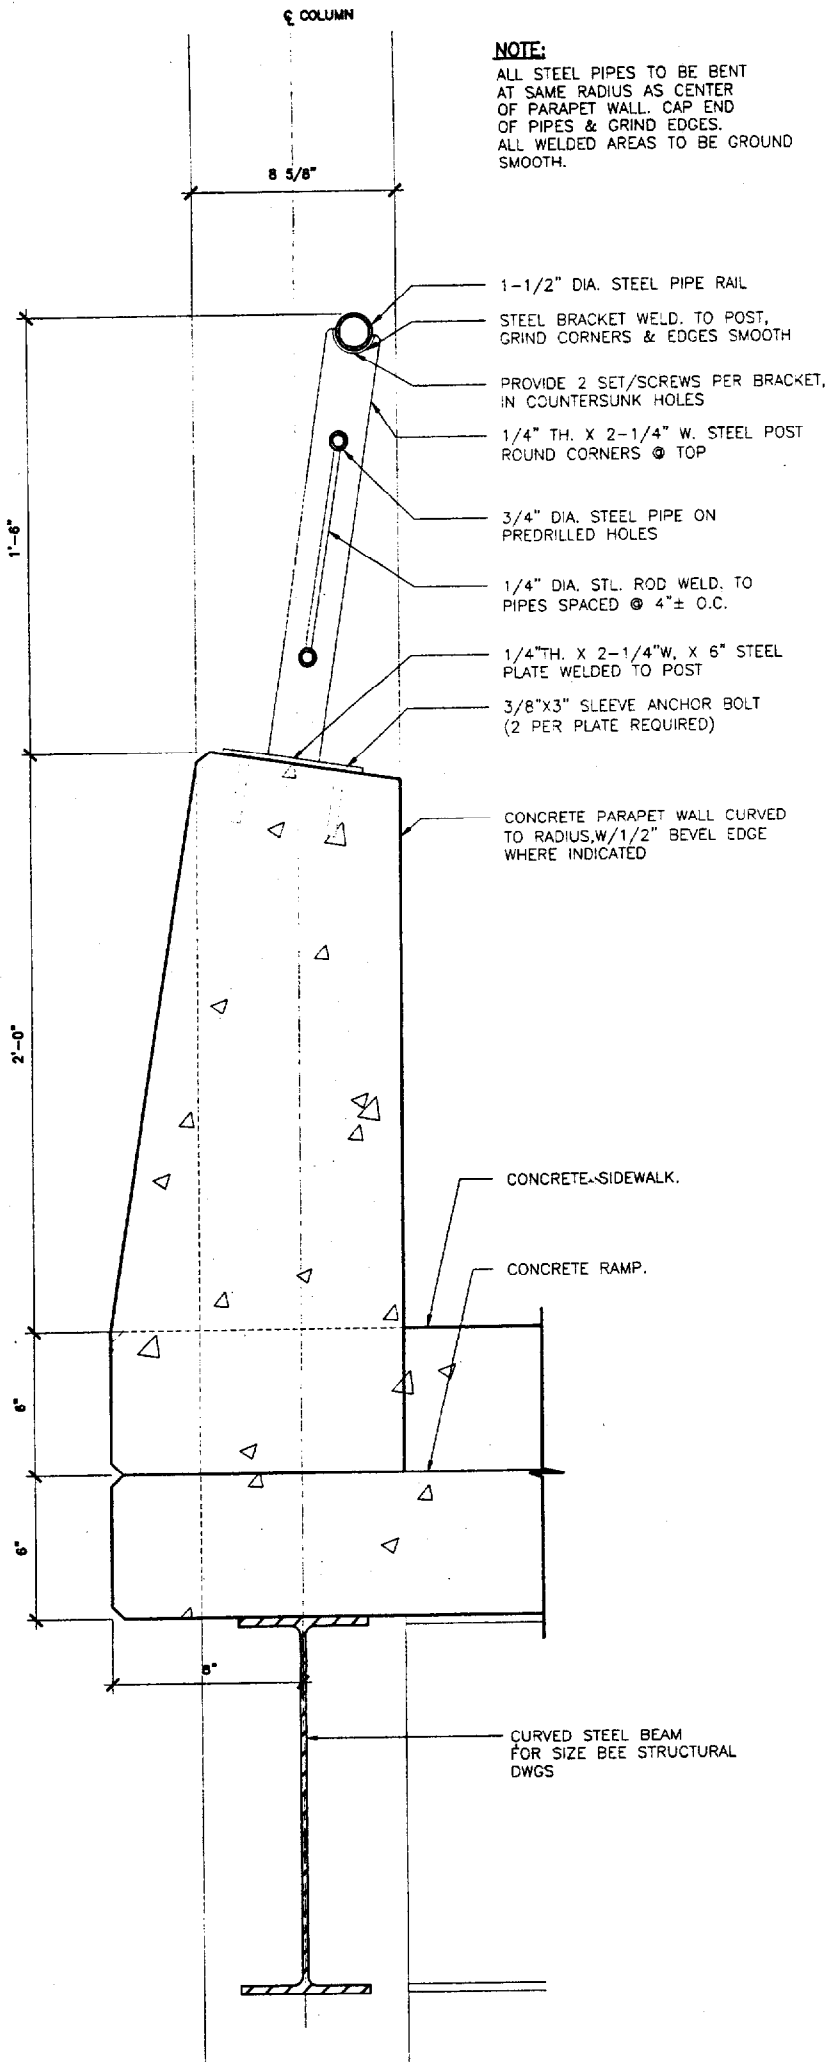 ℄ COLUMN
NOTE:
ALL STEEL PIPES TO BE BENT
AT SAME RADIUS AS CENTER
OF PARAPET WALL. CAP END
OF PIPES & GRIND EDGES.
ALL WELDED AREAS TO BE GROUND
SMOOTH.
8 5/8"
1-1/2" DIA. STEEL PIPE RAIL
STEEL BRACKET WELD. TO POST,
GRIND CORNERS & EDGES SMOOTH
PROVIDE 2 SET/SCREWS PER BRACKET,
IN COUNTERSUNK HOLES
1/4" TH. X 2-1/4" W. STEEL POST
ROUND CORNERS @ TOP
1'-6"
3/4" DIA. STEEL PIPE ON
PREDRILLED HOLES
1/4" DIA. STL. ROD WELD. TO
PIPES SPACED @ 4"± O.C.
1/4"TH. X 2-1/4"W, X 6" STEEL
PLATE WELDED TO POST
3/8"X3" SLEEVE ANCHOR BOLT
(2 PER PLATE REQUIRED)
CONCRETE PARAPET WALL CURVED
TO RADIUS,W/1/2" BEVEL EDGE
WHERE INDICATED
2'-0"
CONCRETE SIDEWALK.
CONCRETE RAMP.
6"
6"
8"
CURVED STEEL BEAM
FOR SIZE BEE STRUCTURAL
DWGS